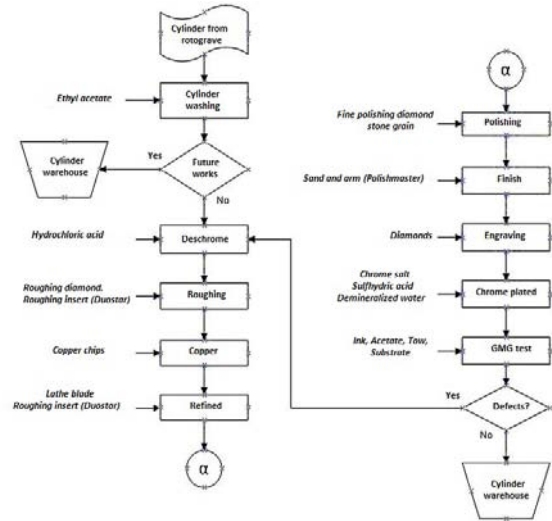 Cylinder from
rotograve
Ethyl acetate
Cylinder
washing
Yes
Future
works
Cylinder
warehouse
No
Hydrochloric acid
Deschrome
Roughing diamond.
Roughing insert (Duostar)
Roughing
Copper chips
Copper
Lathe blade
Roughing insert (Duostar)
Refined
α
α
Fine polishing diamond
stone grain
Polishing
Sand and arm (Polishmaster)
Finish
Diamonds
Engraving
Chrome salt
Sulfhydric acid
Demineralized water
Chrome plated
Ink, Acetate, Tow,
Substrate
GMG test
Yes
Defects?
No
Cylinder
warehouse